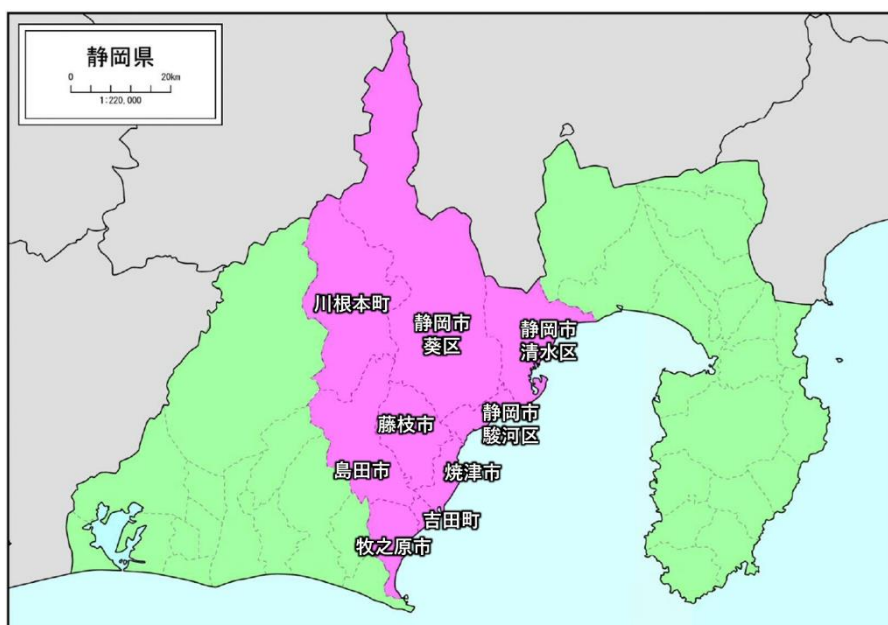 静岡県
0 20km
1:220,000
川根本町
静岡市
葵区
静岡市
清水区
藤枝市
静岡市
駿河区
島田市
焼津市
吉田町
牧之原市